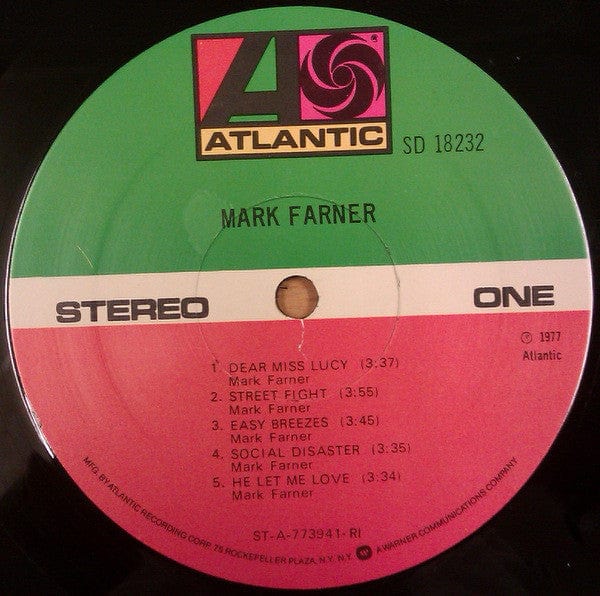 ATLANTIC
SD 18232
MARK FARNER
STEREO ONE
℗ 1977
Atlantic
1. DEAR MISS LUCY (3:37)
Mark Farner
2. STREET FIGHT (3:55)
Mark Farner
3. EASY BREEZES (3:45)
Mark Farner
4. SOCIAL DISASTER (3:35)
Mark Farner
5. HE LET ME LOVE (3:34)
Mark Farner
ST-A-773941-RI
MFG. BY ATLANTIC RECORDING CORP. 75 ROCKEFELLER PLAZA, N.Y. N.Y. A WARNER COMMUNICATIONS COMPANY